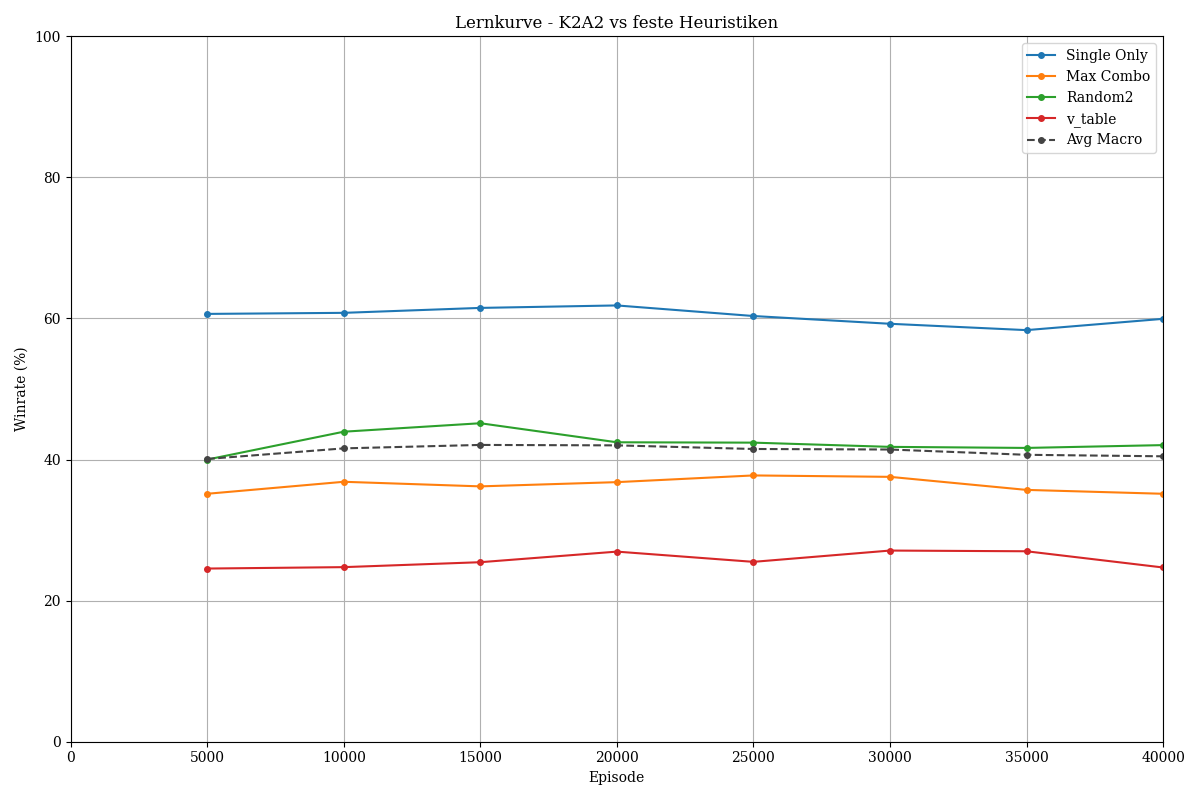 Lernkurve - K2A2 vs feste Heuristiken
100
80
60
40
20
0
Winrate (%)
Single Only
Max Combo
Random2
v_table
Avg Macro
0 5000 10000 15000 20000 25000 30000 35000 40000
Episode